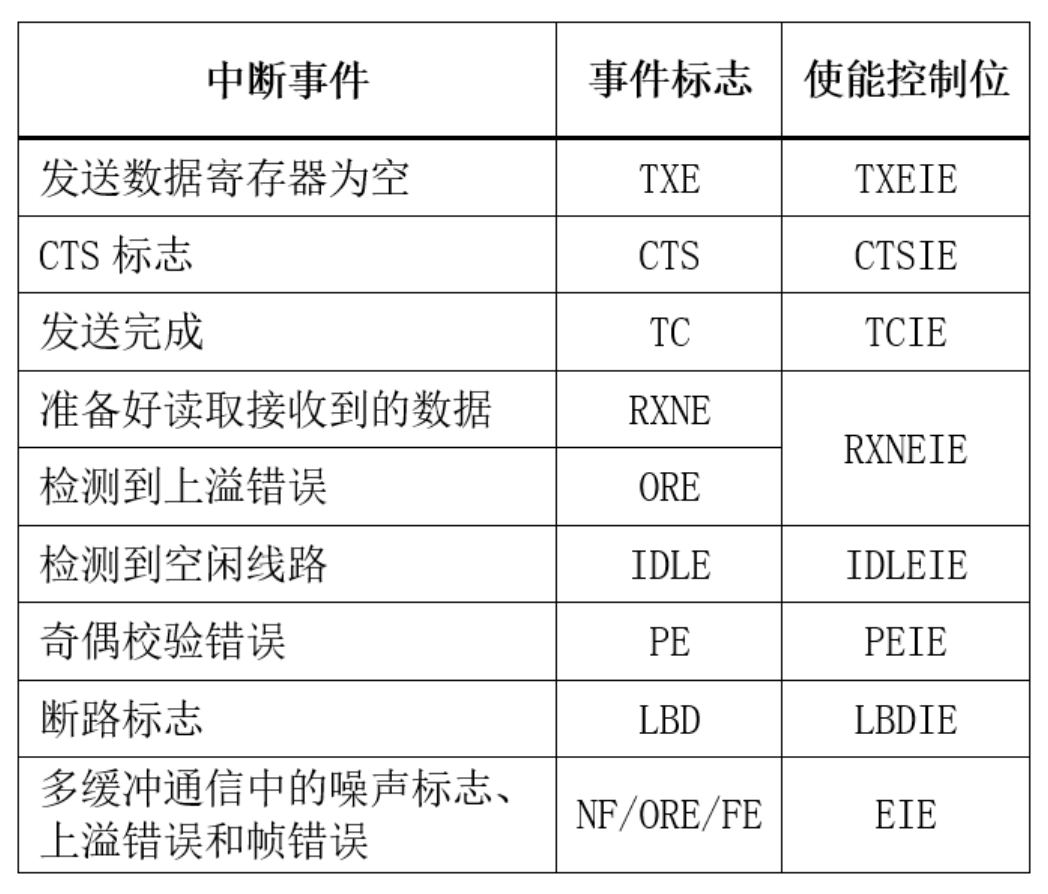 中断事件 事件标志 使能控制位
发送数据寄存器为空 TXE TXEIE
CTS 标志 CTS CTSIE
发送完成 TC TCIE
准备好读取接收到的数据 RXNE
RXNEIE
检测到上溢错误 ORE
检测到空闲线路 IDLE IDLEIE
奇偶校验错误 PE PEIE
断路标志 LBD LBDIE
多缓冲通信中的噪声标志、
上溢错误和帧错误
NF/ORE/FE EIE